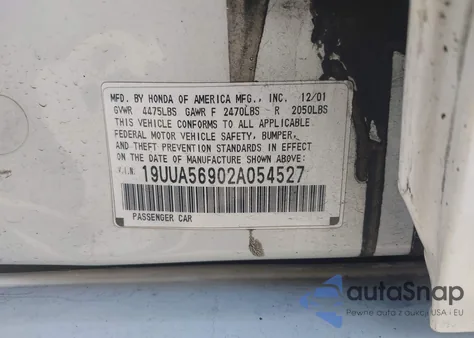 MFD. BY HONDA OF AMERICA MFG., INC. 12/01
GVWR 4475LBS GAWR F 2470LBS R 2050LBS
THIS VEHICLE CONFORMS TO ALL APPLICABLE
FEDERAL MOTOR VEHICLE SAFETY, BUMPER,
AND THEFT PREVENTION STANDARDS IN EFFECT
ON THE DATE OF MANUFACTURE SHOWN ABOVE:
V.I.N: 19UUA56902A054527
PASSENGER CAR
autoSnap
Pewne auta z aukcji USA i EU